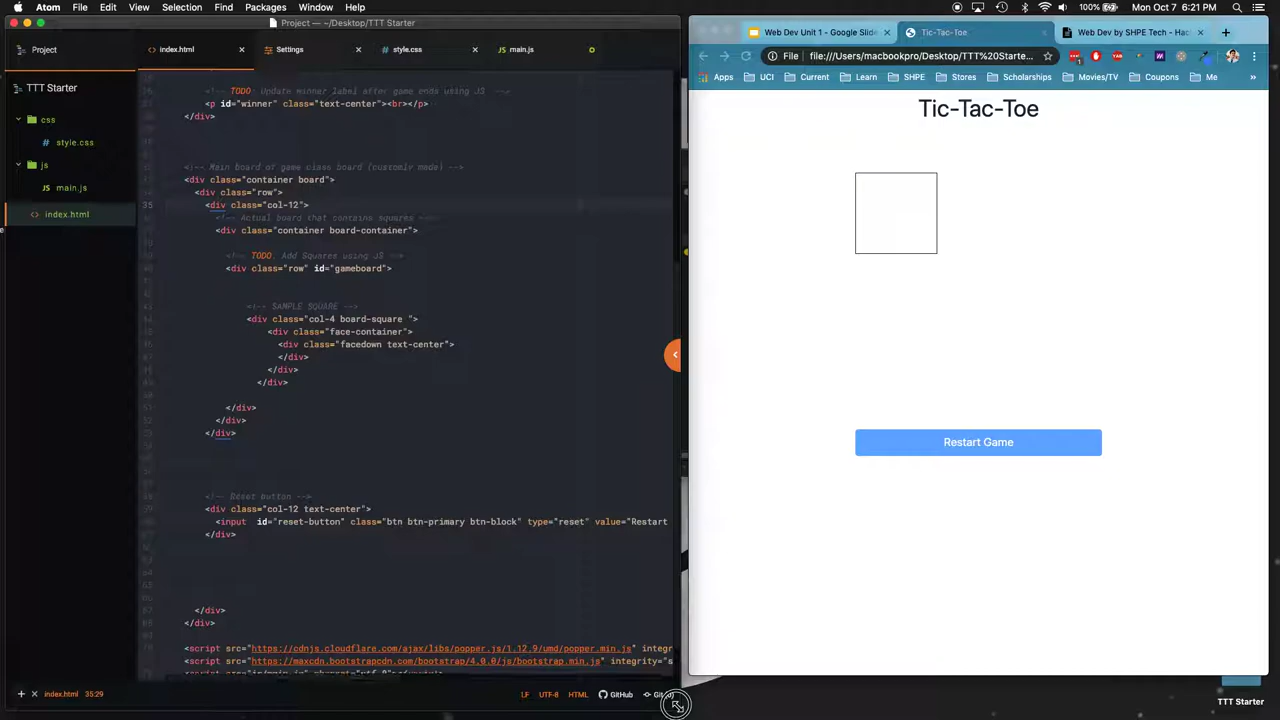 Atom File Edit View Selection Find Packages Window Help
100% Mon Oct 7 6:21 PM
Project — ~/Desktop/TTT Starter
Project
TTT Starter
css
style.css
js
JS main.js
<> index.html
index.html
Settings
style.css
main.js
<!-- TODO: Update winner label after game ends using JS -->
<p id="winner" class="text-center"><br></p>
</div>
<!-- Main board of game class board (customly made) -->
<div class="container board">
<div class="row">
35 <div class="col-12">
<!-- Actual board that contains squares -->
<div class="container board-container">
<!-- TODO: Add Squares using JS -->
<div class="row" id="gameboard">
<!-- SAMPLE SQUARE -->
<div class="col-4 board-square ">
<div class="face-container">
<div class="facedown text-center">
</div>
</div>
</div>
</div>
</div>
</div>
<!-- Reset button -->
<div class="col-12 text-center">
<input id="reset-button" class="btn btn-primary btn-block" type="reset" value="Restart
</div>
</div>
</div>
<script src="https://cdnjs.cloudflare.com/ajax/libs/popper.js/1.12.9/umd/popper.min.js" integr
<script src="https://maxcdn.bootstrapcdn.com/bootstrap/4.0.0/js/bootstrap.min.js" integrity="s
+ × index.html 35:29
LF UTF-8 HTML GitHub
Web Dev Unit 1 - Google Slide
Tic-Tac-Toe
Web Dev by SHPE Tech - Hac
File file:///Users/macbookpro/Desktop/TTT%20Starte...
Apps UCI Current Learn SHPE Stores Scholarships Movies/TV Coupons Me
Tic-Tac-Toe
Restart Game
TTT Starter